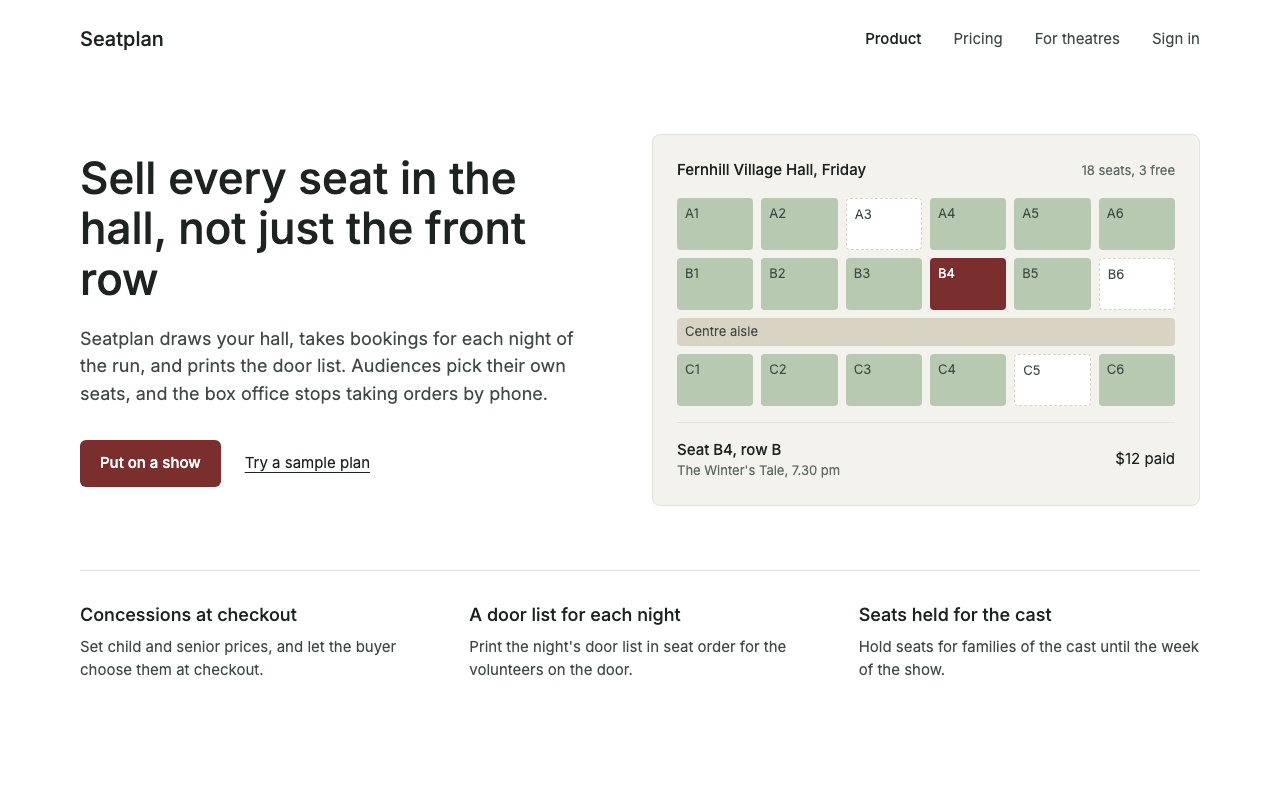 Seatplan
Product
Pricing
For theatres
Sign in
Sell every seat in the
hall, not just the front
row
Seatplan draws your hall, takes bookings for each night of
the run, and prints the door list. Audiences pick their own
seats, and the box office stops taking orders by phone.
Put on a show
Try a sample plan
Fernhill Village Hall, Friday
18 seats, 3 free
A1 A2 A3 A4 A5 A6
B1 B2 B3 B4 B5 B6
Centre aisle
C1 C2 C3 C4 C5 C6
Seat B4, row B
The Winter's Tale, 7.30 pm
$12 paid
Concessions at checkout
Set child and senior prices, and let the buyer
choose them at checkout.
A door list for each night
Print the night's door list in seat order for the
volunteers on the door.
Seats held for the cast
Hold seats for families of the cast until the week
of the show.